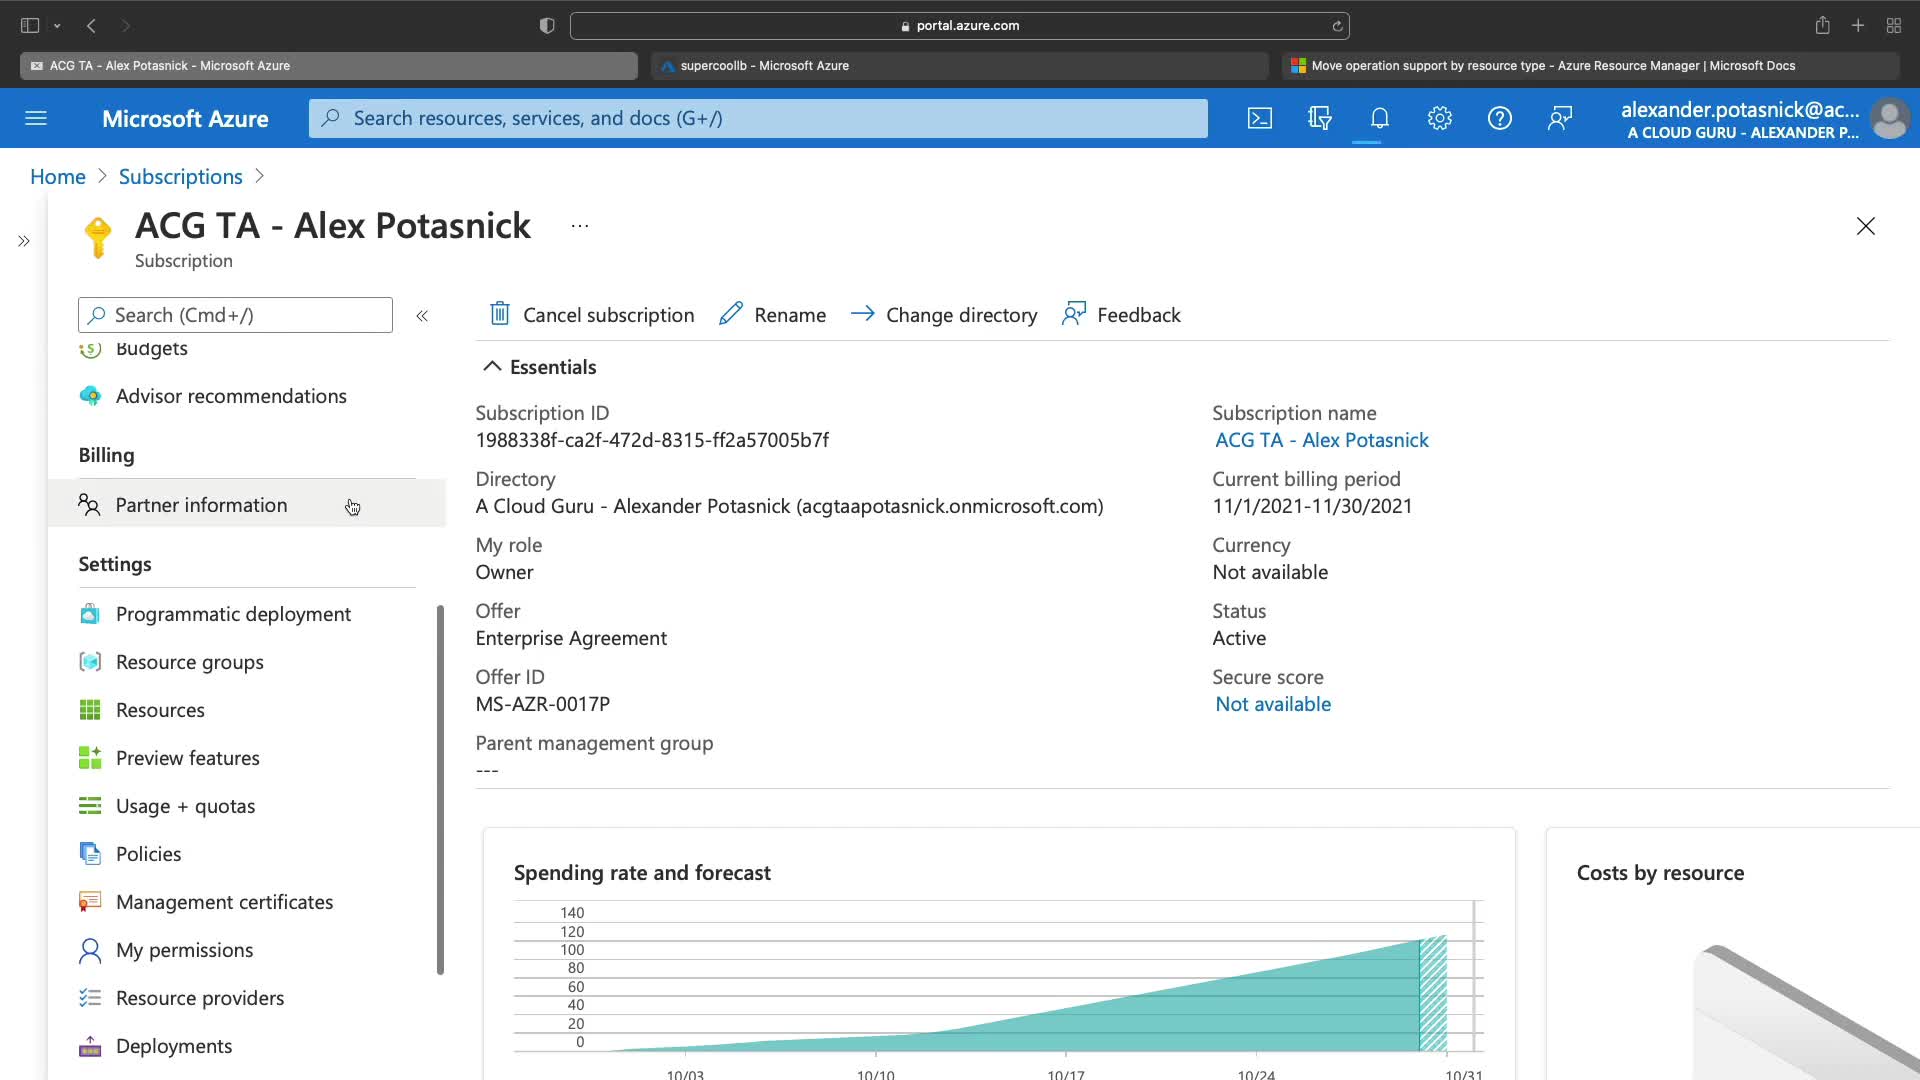 portal.azure.com
ACG TA - Alex Potasnick - Microsoft Azure
supercoollb - Microsoft Azure
Move operation support by resource type - Azure Resource Manager | Microsoft Docs
Microsoft Azure
Search resources, services, and docs (G+/)
alexander.potasnick@ac...
A CLOUD GURU - ALEXANDER P...
Home > Subscriptions >
ACG TA - Alex Potasnick ...
Subscription
Search (Cmd+/)
Budgets
Advisor recommendations
Billing
Partner information
Settings
Programmatic deployment
Resource groups
Resources
Preview features
Usage + quotas
Policies
Management certificates
My permissions
Resource providers
Deployments
Cancel subscription
Rename
Change directory
Feedback
Essentials
Subscription ID
1988338f-ca2f-472d-8315-ff2a57005b7f
Directory
A Cloud Guru - Alexander Potasnick (acgtaapotasnick.onmicrosoft.com)
My role
Owner
Offer
Enterprise Agreement
Offer ID
MS-AZR-0017P
Parent management group
---
Subscription name
ACG TA - Alex Potasnick
Current billing period
11/1/2021-11/30/2021
Currency
Not available
Status
Active
Secure score
Not available
Spending rate and forecast
140
120
100
80
60
40
20
0
10/03
10/10
10/17
10/24
10/31
Costs by resource